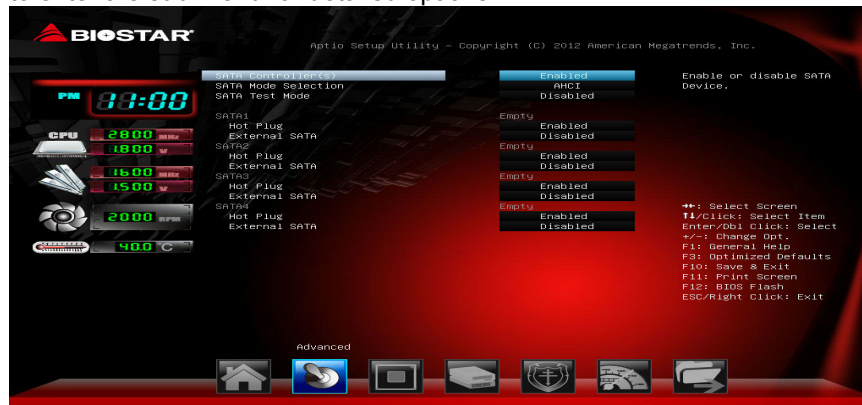 BIOSTAR
Aptio Setup Utility - Copyright (C) 2012 American Megatrends, Inc.
SATA Controller(s) Enabled
SATA Mode Selection AHCI
SATA Test Mode Disabled
SATA1 Empty
Hot Plug Enabled
External SATA Disabled
SATA2 Empty
Hot Plug Enabled
External SATA Disabled
SATA3 Empty
Hot Plug Enabled
External SATA Disabled
SATA4 Empty
Hot Plug Enabled
External SATA Disabled
Enable or disable SATA
Device.
PM 11:00
CPU 2800 MHz
1.800 V
1600 MHz
1.500 V
2000 RPM
40.0 °C
→←: Select Screen
↑↓/Click: Select Item
Enter/Dbl Click: Select
+/-: Change Opt.
F1: General Help
F3: Optimized Defaults
F10: Save & Exit
F11: Print Screen
F12: BIOS Flash
ESC/Right Click: Exit
Advanced